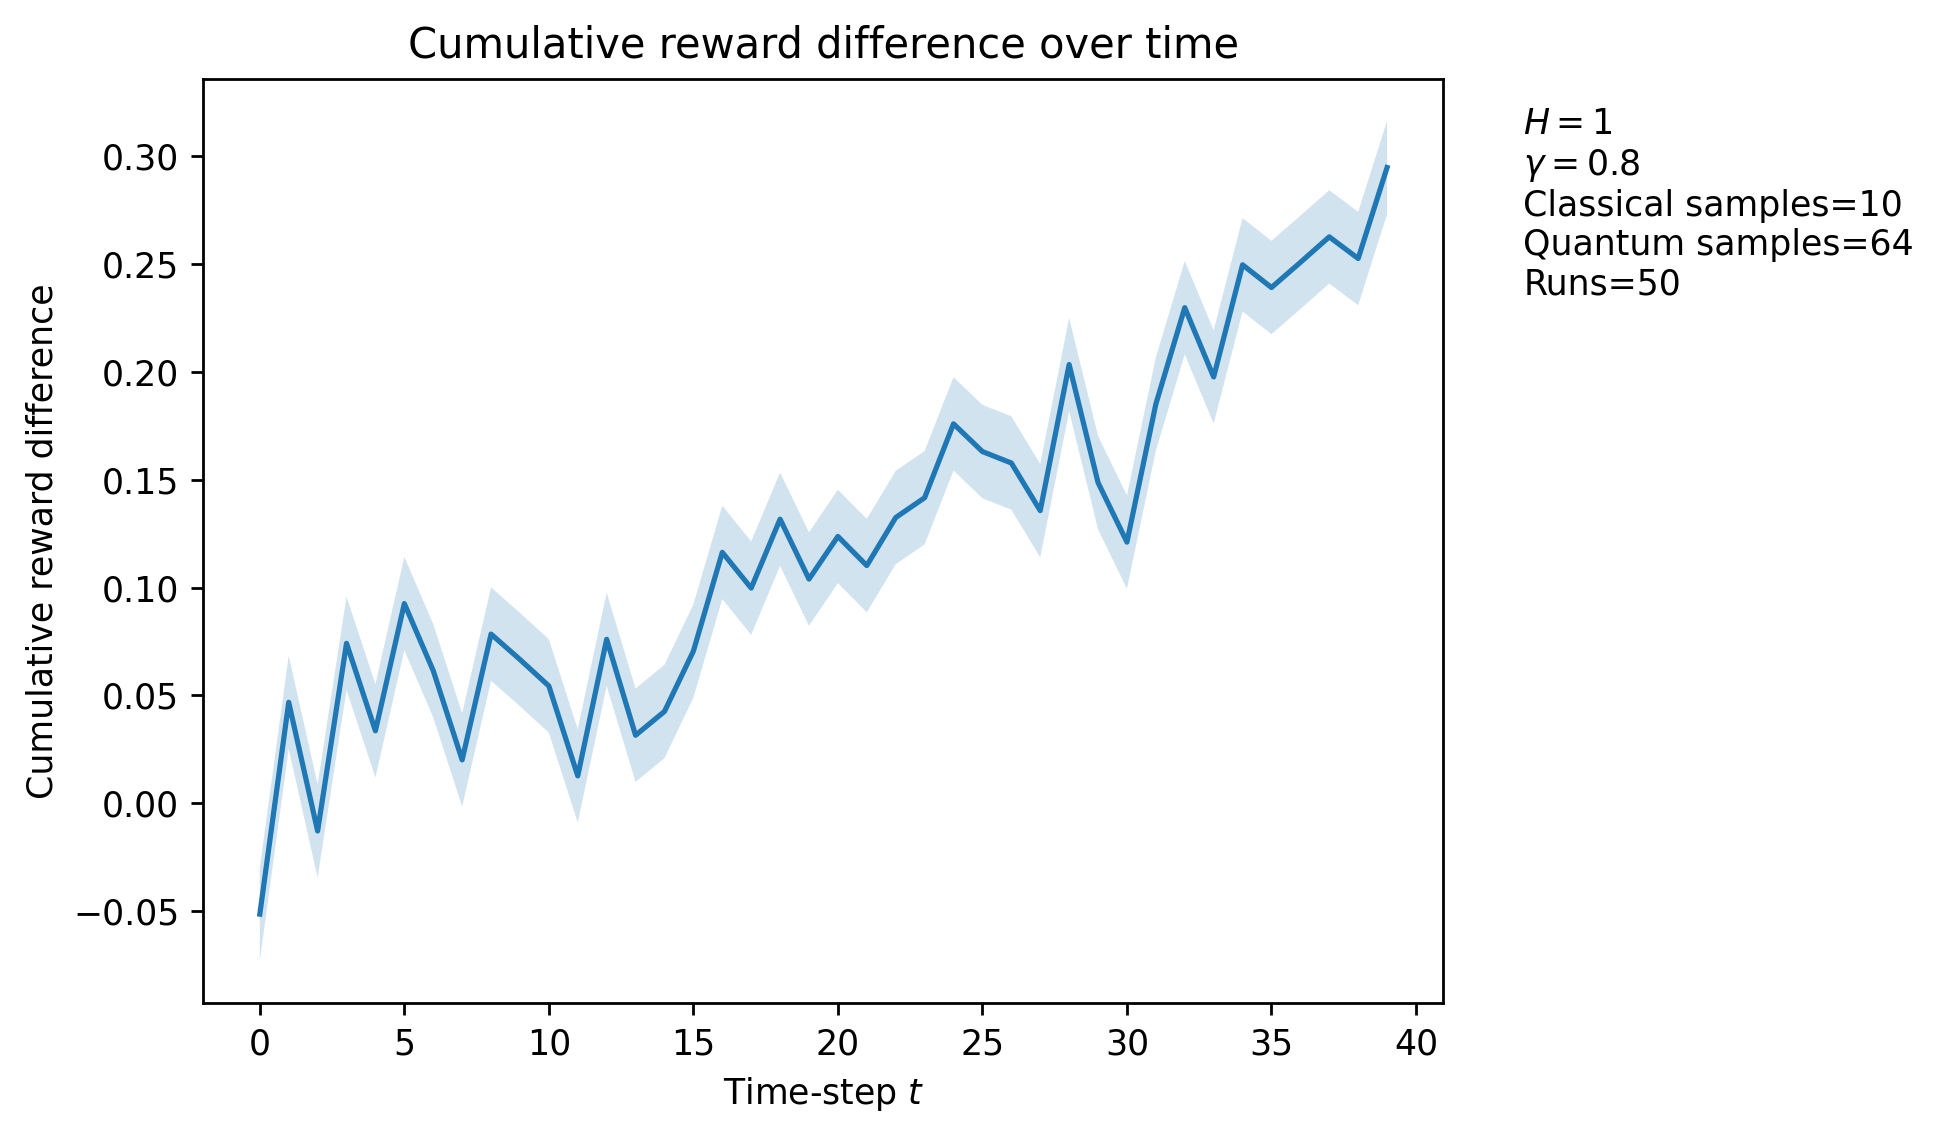 Cumulative reward difference over time
Cumulative reward difference
0.30
0.25
0.20
0.15
0.10
0.05
0.00
−0.05
0 5 10 15 20 25 30 35 40
Time-step t
H = 1
γ = 0.8
Classical samples=10
Quantum samples=64
Runs=50